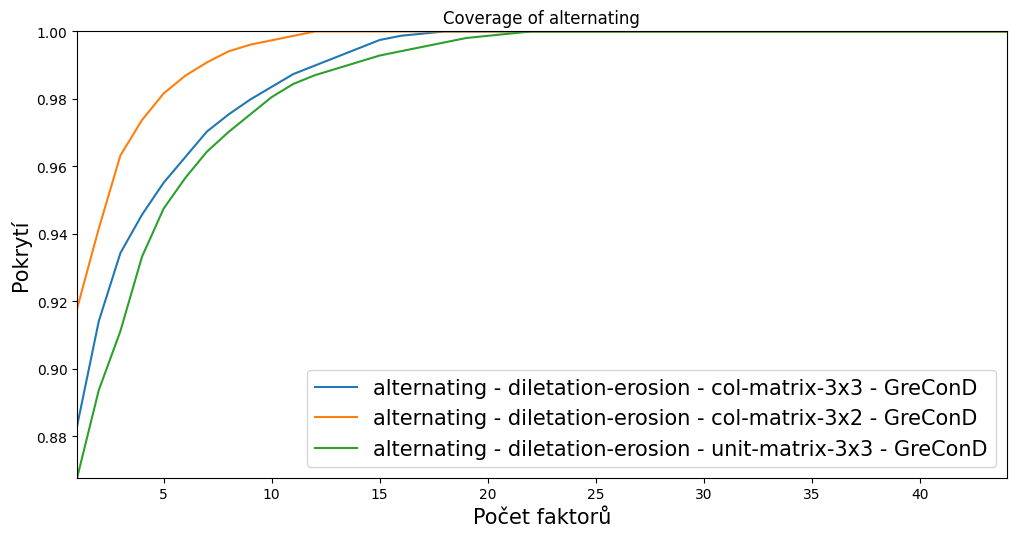 Coverage of alternating
1.00
0.98
0.96
0.94
0.92
0.90
0.88
Pokrytí
alternating - diletation-erosion - col-matrix-3x3 - GreConD
alternating - diletation-erosion - col-matrix-3x2 - GreConD
alternating - diletation-erosion - unit-matrix-3x3 - GreConD
5 10 15 20 25 30 35 40
Počet faktorů